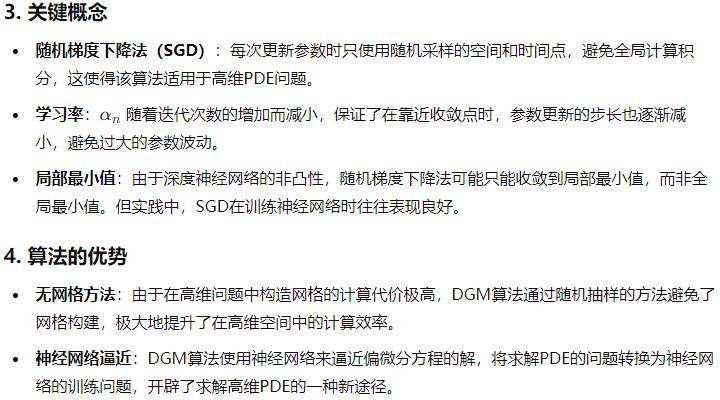 3. 关键概念
• 随机梯度下降法（SGD）：每次更新参数时只使用随机采样的空间和时间点，避免全局计算积
分，这使得该算法适用于高维PDE问题。
• 学习率：αn 随着迭代次数的增加而减小，保证了在靠近收敛点时，参数更新的步长也逐渐减
小，避免过大的参数波动。
• 局部最小值：由于深度神经网络的非凸性，随机梯度下降法可能只能收敛到局部最小值，而非全
局最小值。但实践中，SGD在训练神经网络时往往表现良好。
4. 算法的优势
• 无网格方法：由于在高维问题中构造网格的计算代价极高，DGM算法通过随机抽样的方法避免了
网格构建，极大地提升了在高维空间中的计算效率。
• 神经网络逼近：DGM算法使用神经网络来逼近偏微分方程的解，将求解PDE的问题转换为神经网
络的训练问题，开辟了求解高维PDE的一种新途径。